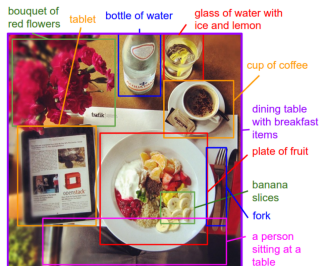 bouquet of
red flowers
tablet
bottle of water
glass of water with
ice and lemon
cup of coffee
dining table
with breakfast
items
plate of fruit
banana
slices
fork
a person
sitting at a
table